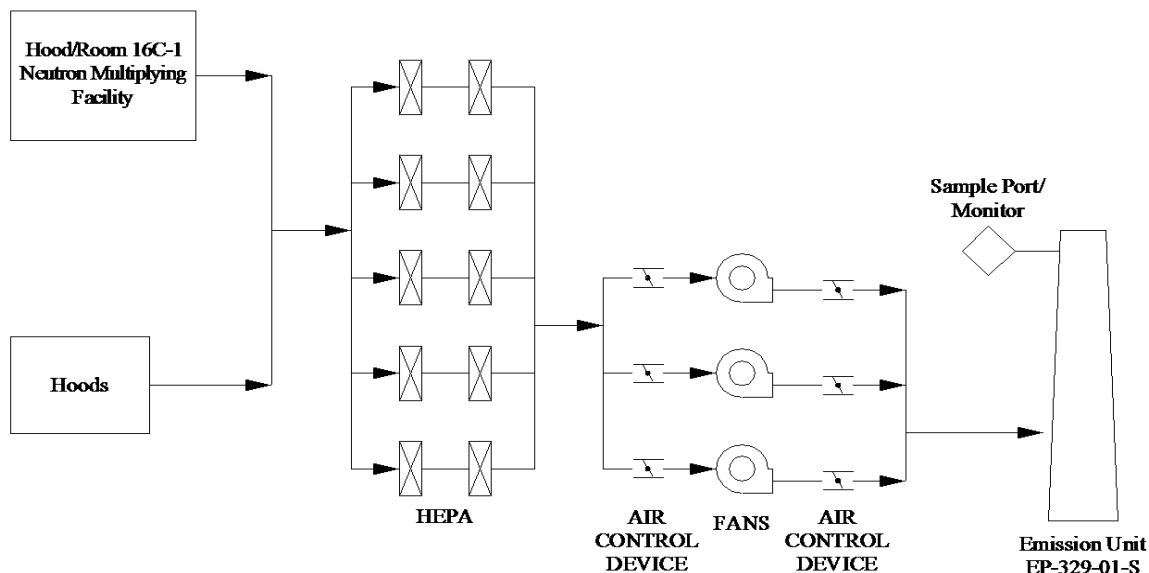 Hood/Room 16C-1
Neutron Multiplying
Facility
Hoods
HEPA
AIR
CONTROL
DEVICE
FANS
AIR
CONTROL
DEVICE
Sample Port/
Monitor
Emission Unit
EP-329-01-S